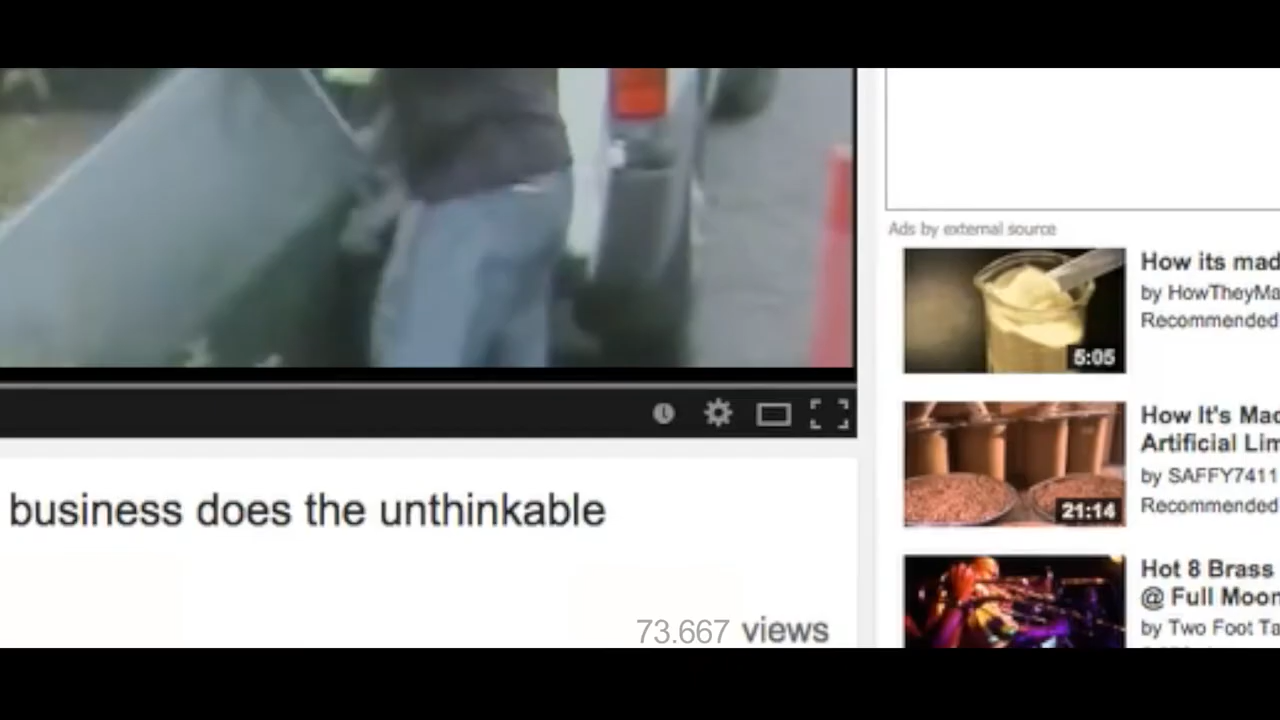 Ads by external source
How its mad
by HowTheyMa
Recommended
5:05
How It's Mad
Artificial Lim
by SAFFY7411
Recommended
21:14
Hot 8 Brass
@ Full Moon
by Two Foot Ta
business does the unthinkable
73.667 views